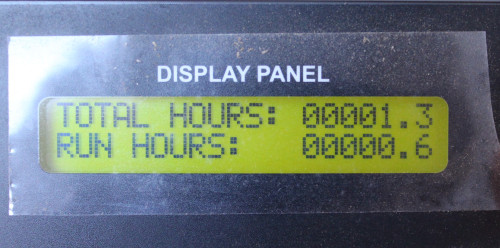 DISPLAY PANEL
TOTAL HOURS: 00001.3
RUN HOURS: 00000.6